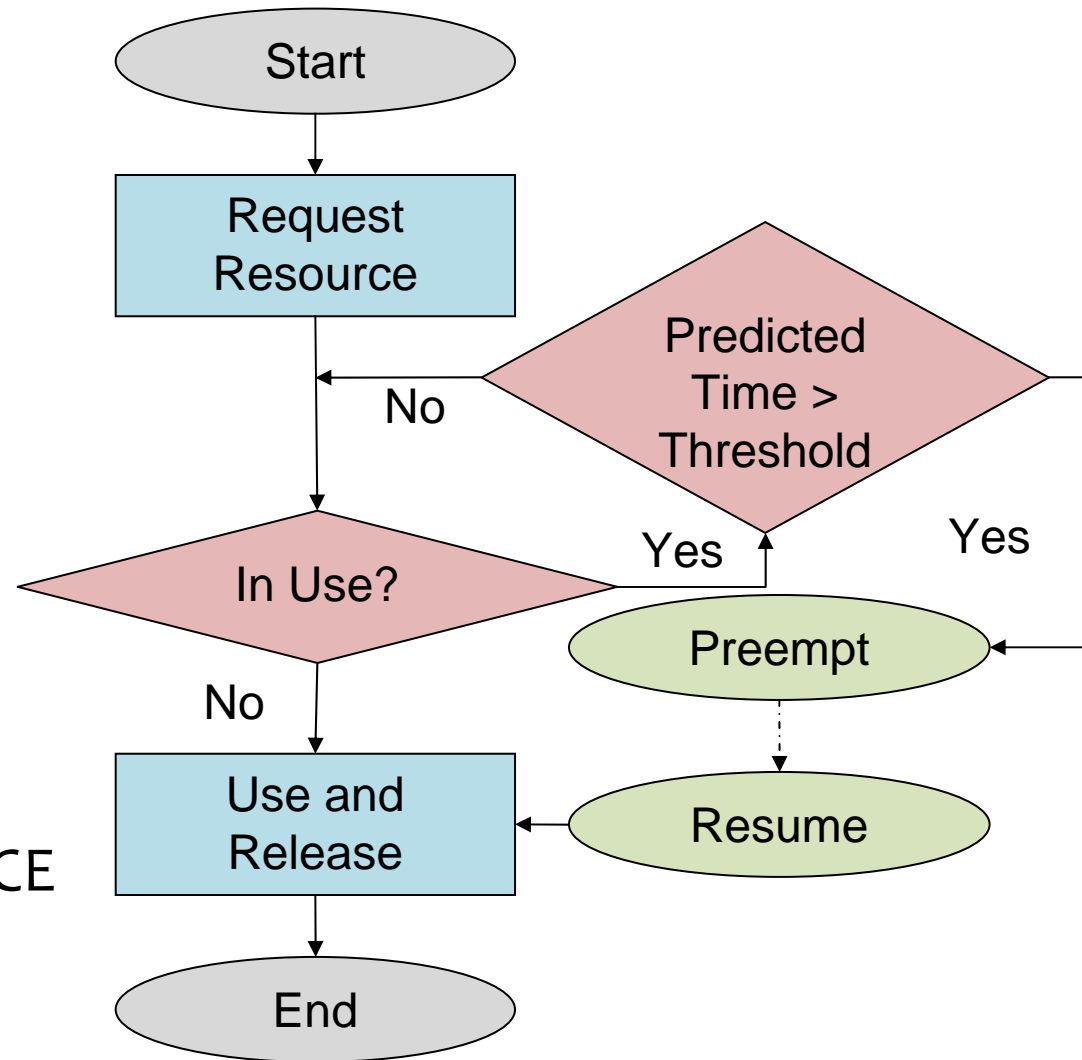 Start
Request
Resource
Predicted
Time >
Threshold
No
In Use?
Yes
Yes
Preempt
No
Use and
Release
Resume
CE
End